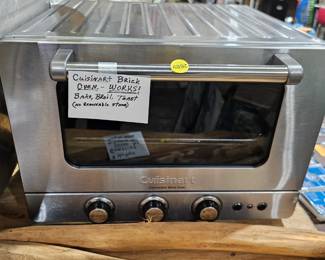 Cuisinart Brick
Oven - Works!
Bake, Broil, Toast
(no removable stone)
Cuisinart